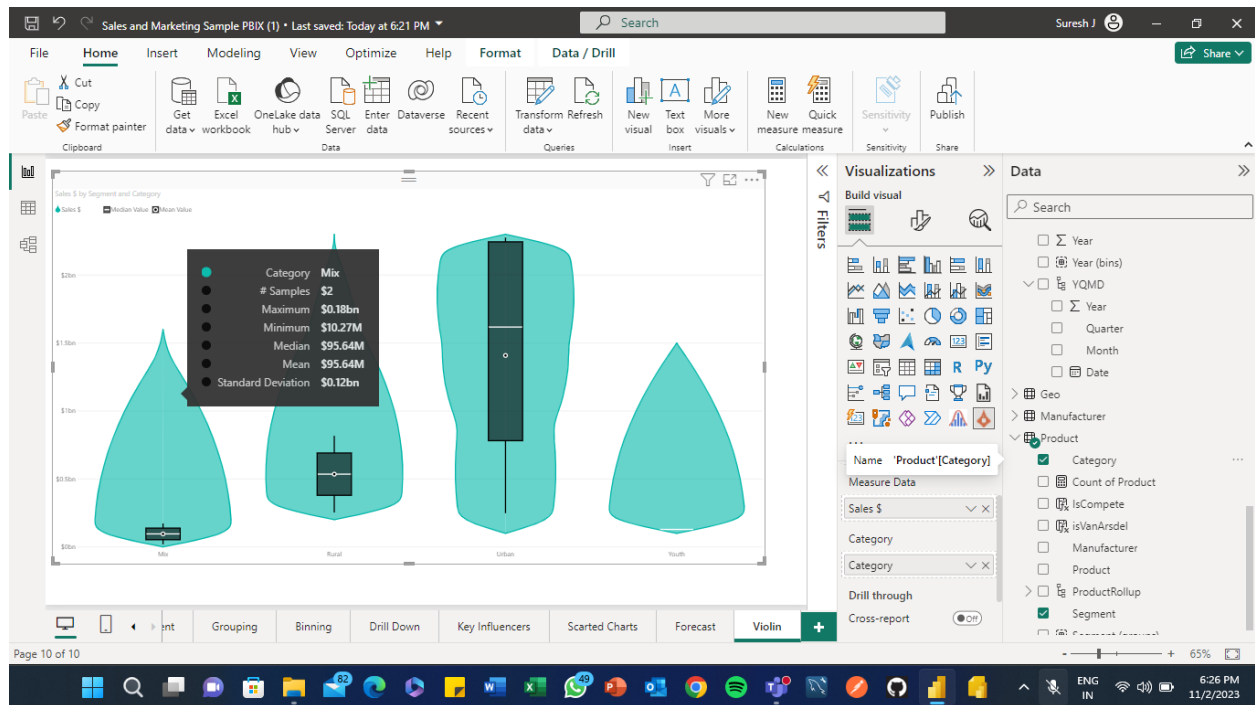 Sales and Marketing Sample PBIX (1) • Last saved: Today at 6:21 PM
Search
Suresh J
File Home Insert Modeling View Optimize Help Format Data / Drill
Share
Paste
Cut
Copy
Format painter
Clipboard
Get data
Excel workbook
OneLake data hub
SQL Server
Enter data
Dataverse
Recent sources
Data
Transform data
Refresh
Queries
New visual
Text box
More visuals
Insert
New measure
Quick measure
Calculations
Sensitivity
Sensitivity
Publish
Share
Sales $ by Segment and Category
Sales $ Median Value Mean Value
$2bn
$1.5bn
$1bn
$0.5bn
$0bn
Mix Rural Urban Youth
Category Mix
# Samples $2
Maximum $0.18bn
Minimum $10.27M
Median $95.64M
Mean $95.64M
Standard Deviation $0.12bn
Filters
Visualizations
Build visual
123
R Py
123
...
Name 'Product'[Category]
Measure Data
Sales $
Category
Category
Drill through
Cross-report Off
Data
Search
Year
Year (bins)
YQMD
Year
Quarter
Month
Date
Geo
Manufacturer
Product
Category ...
Count of Product
IsCompete
isVanArsdel
Manufacturer
Product
ProductRollup
Segment
Segment (groups)
ent Grouping Binning Drill Down Key Influencers Scarted Charts Forecast Violin +
Page 10 of 10
- + 65%
82
49
ENG
IN
6:26 PM
11/2/2023